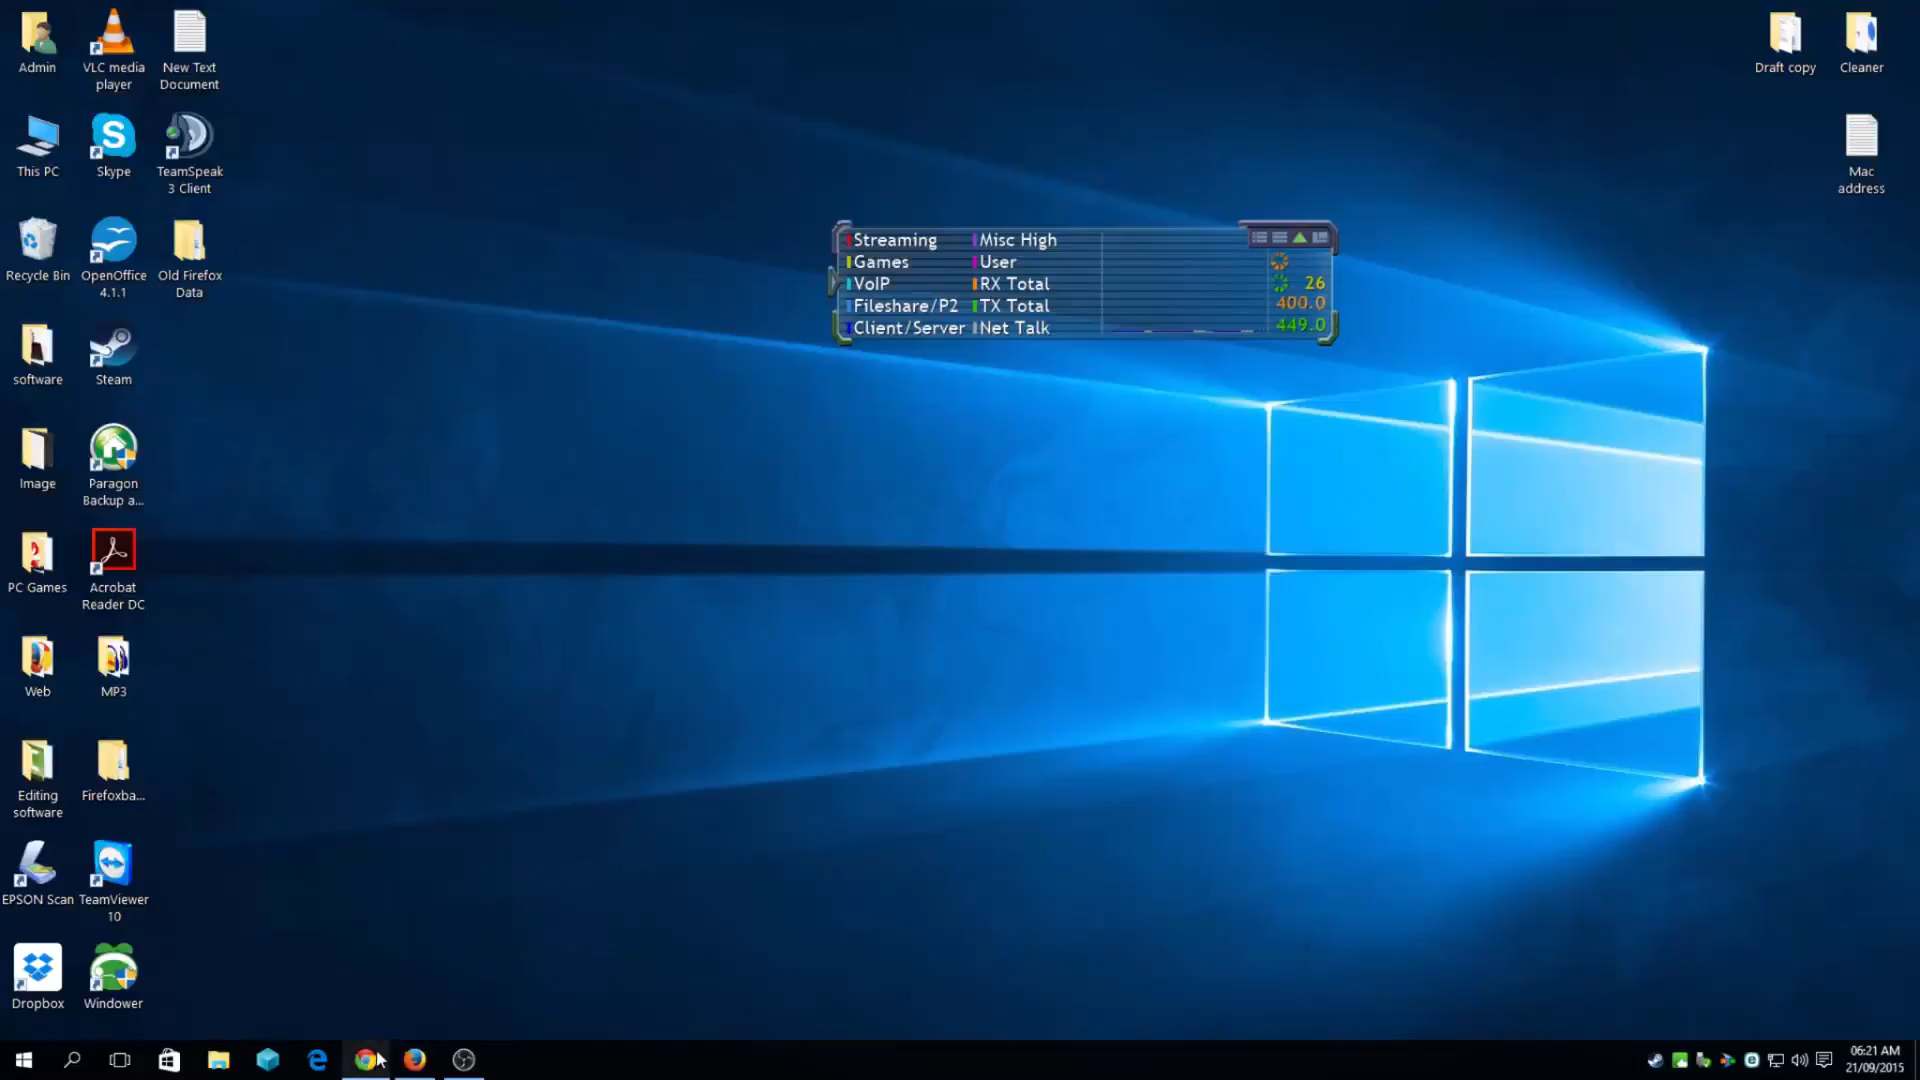 Admin
VLC media
player
New Text
Document
Draft copy
Cleaner
This PC
Skype
TeamSpeak
3 Client
Mac
address
Recycle Bin
OpenOffice
4.1.1
Old Firefox
Data
Streaming
Misc High
Games
User
VoIP
RX Total
26
Fileshare/P2
TX Total
400.0
Client/Server
Net Talk
449.0
software
Steam
Image
Paragon
Backup a...
PC Games
Acrobat
Reader DC
Web
MP3
Editing
software
Firefoxba...
EPSON Scan
TeamViewer
10
Dropbox
Windower
06:21 AM
21/09/2015